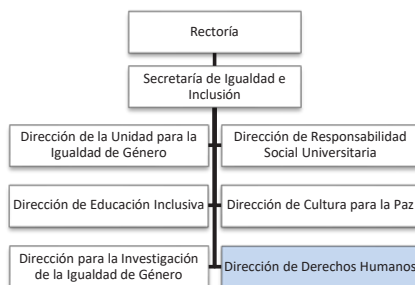 Rectoría
Secretaría de Igualdad e
Inclusión
Dirección de la Unidad para la
Igualdad de Género
Dirección de Responsabilidad
Social Universitaria
Dirección de Educación Inclusiva
Dirección de Cultura para la Paz
Dirección para la Investigación
de la Igualdad de Género
Dirección de Derechos Humanos